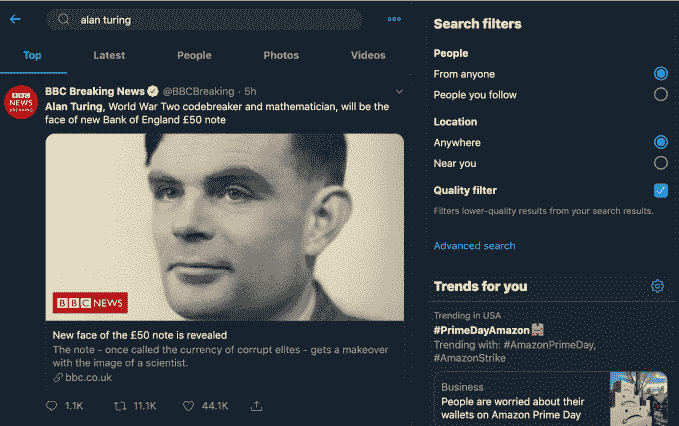 alan turing
Top Latest People Photos Videos
BBC Breaking News @BBCBreaking · 5h
Alan Turing, World War Two codebreaker and mathematician, will be the
face of new Bank of England £50 note
BBC
NEWS
BBC NEWS
New face of the £50 note is revealed
The note - once called the currency of corrupt elites - gets a makeover
with the image of a scientist.
bbc.co.uk
1.1K 11.1K 44.1K
Search filters
People
From anyone
People you follow
Location
Anywhere
Near you
Quality filter
Filters lower-quality results from your search results.
Advanced search
Trends for you
Trending in USA
#PrimeDayAmazon
Trending with: #AmazonPrimeDay,
#AmazonStrike
Business
People are worried about their
wallets on Amazon Prime Day